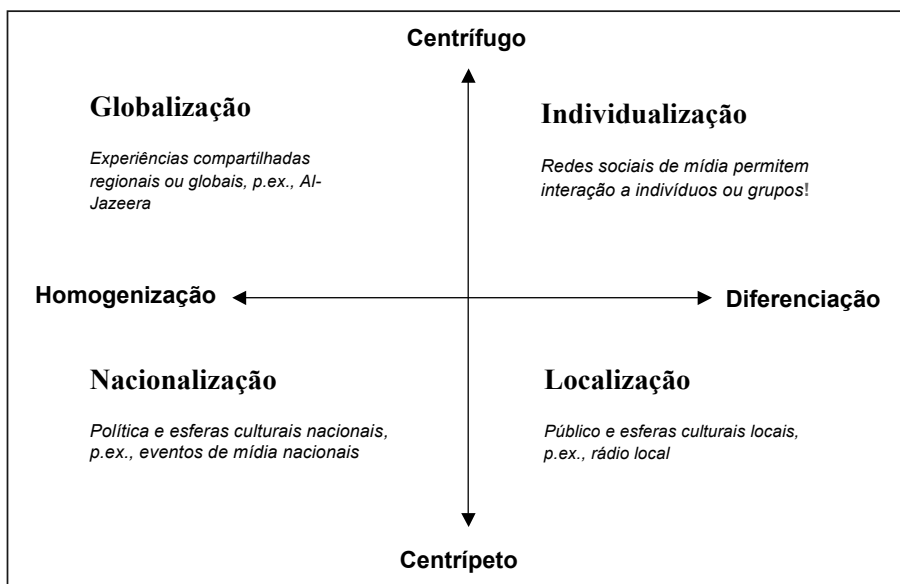 Centrífugo
Globalização
Experiências compartilhadas
regionais ou globais, p.ex., Al-
Jazeera
Individualização
Redes sociais de mídia permitem
interação a indivíduos ou grupos!
Homogenização
Diferenciação
Nacionalização
Política e esferas culturais nacionais,
p.ex., eventos de mídia nacionais
Localização
Público e esferas culturais locais,
p.ex., rádio local
Centrípeto